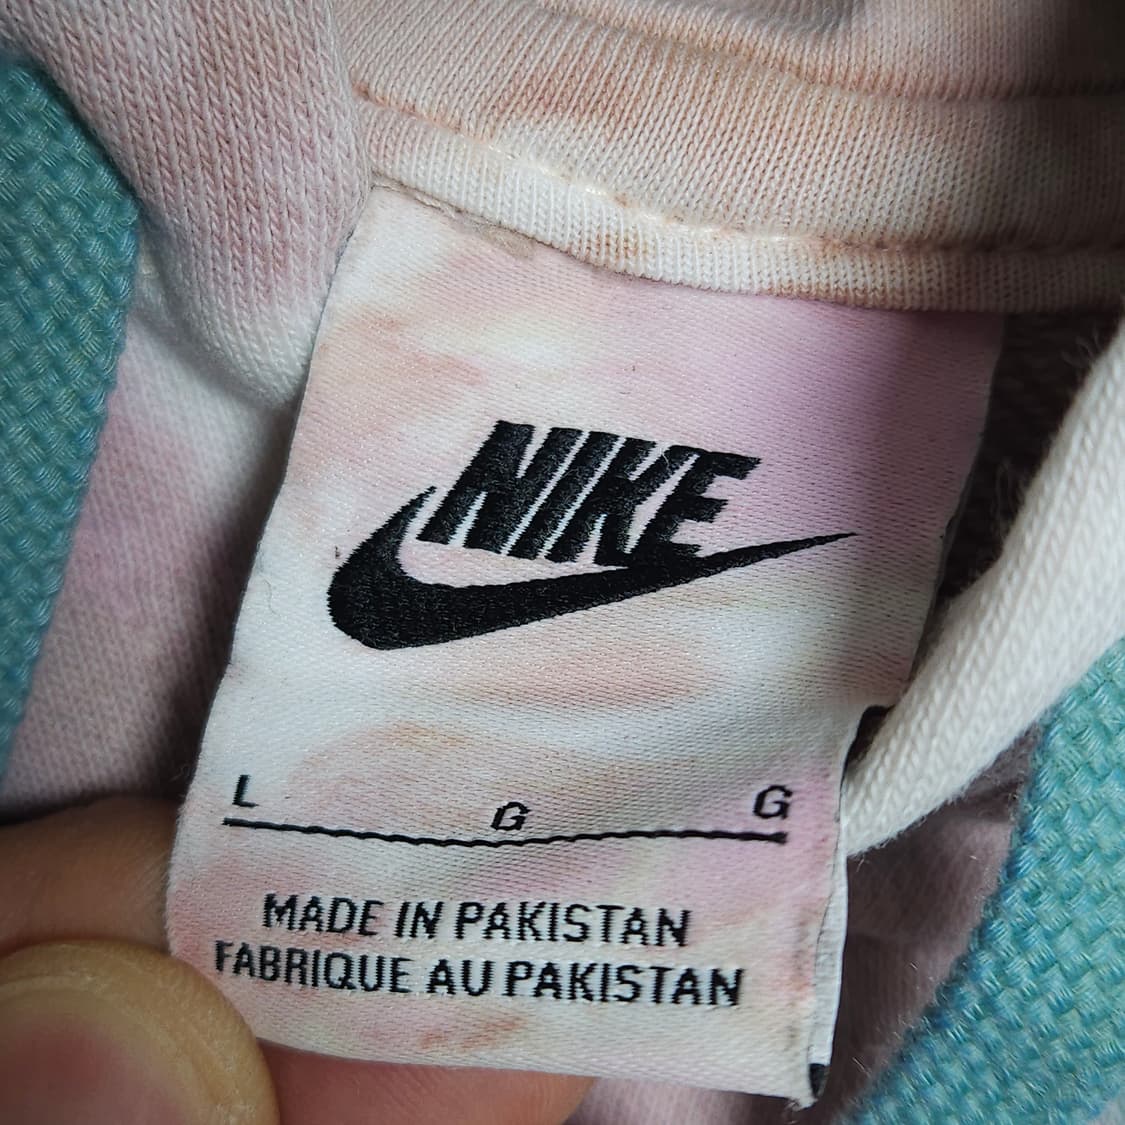 NIKE
L G G
MADE IN PAKISTAN
FABRIQUE AU PAKISTAN